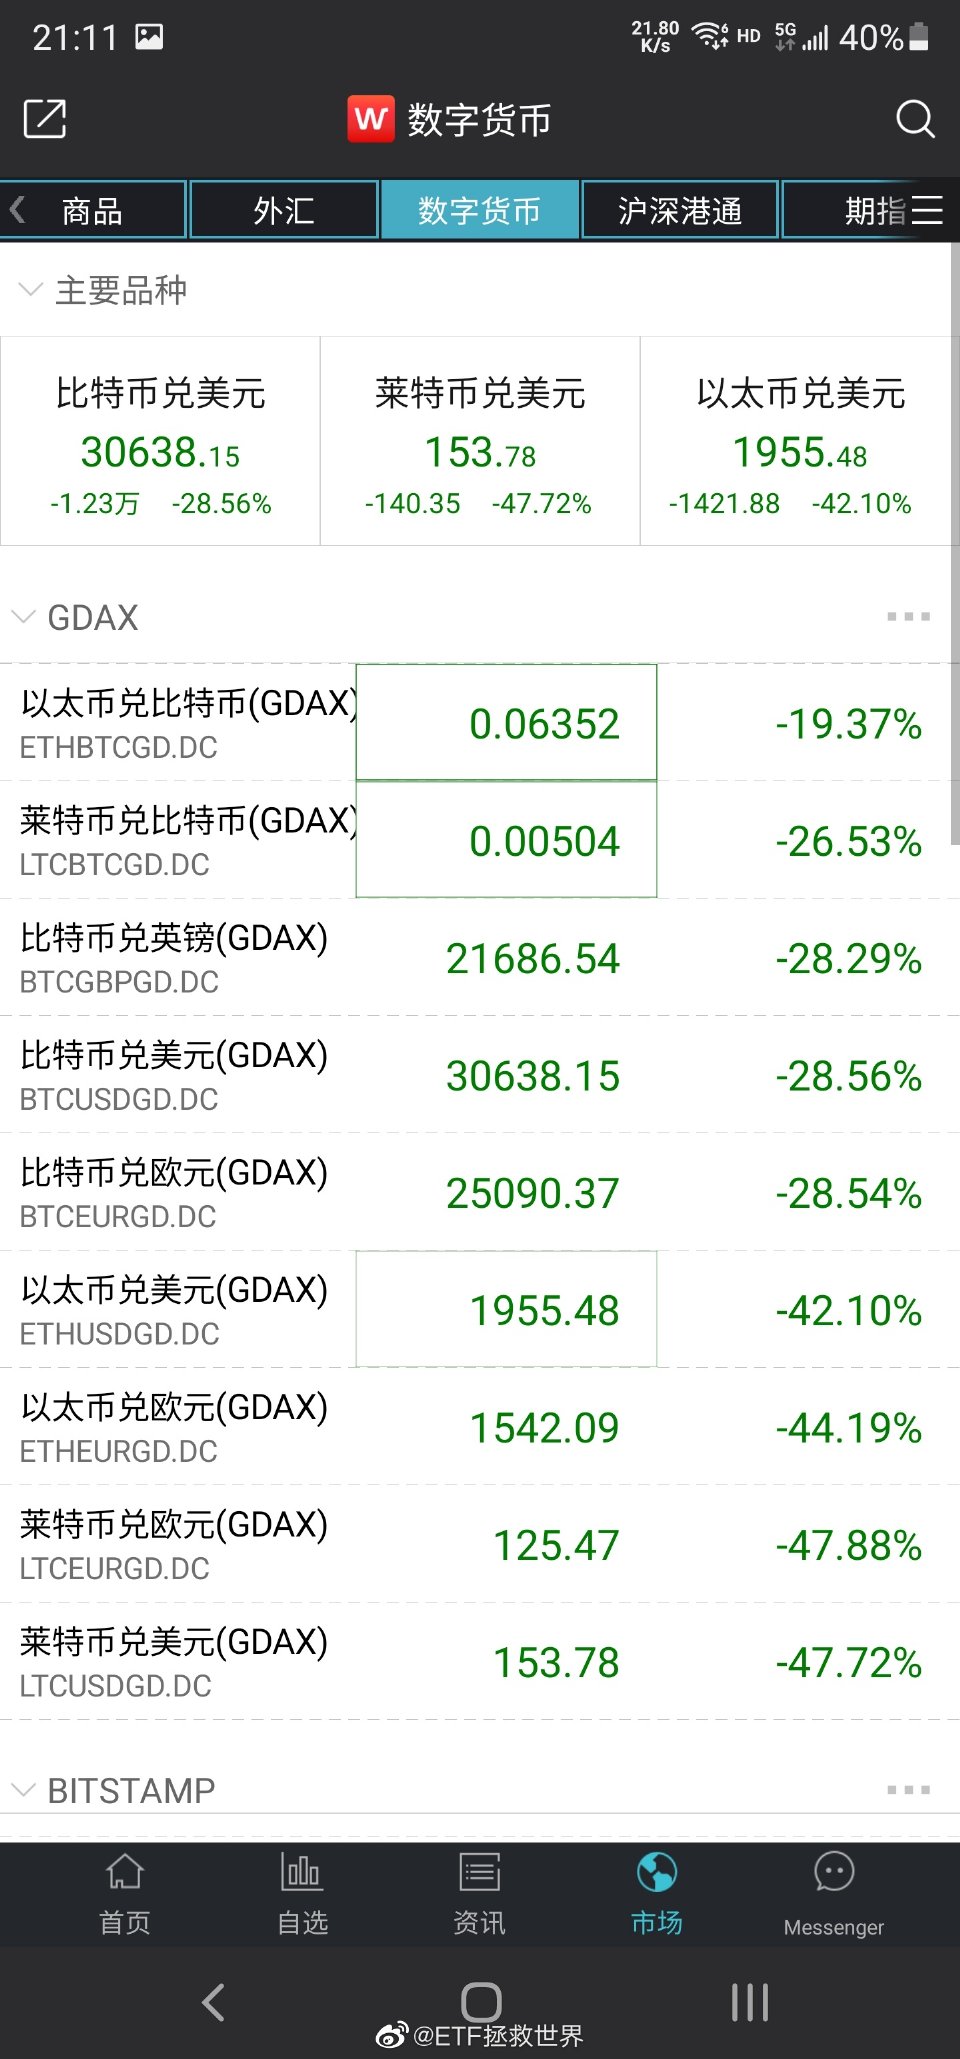 21:11 21.80 K/s 6 HD 5G 40%
W 数字货币
商品 外汇 数字货币 沪深港通 期指
主要品种
比特币兑美元 莱特币兑美元 以太币兑美元
30638.15 153.78 1955.48
-1.23万 -28.56% -140.35 -47.72% -1421.88 -42.10%
GDAX
以太币兑比特币(GDAX) 0.06352 -19.37%
ETHBTCGD.DC
莱特币兑比特币(GDAX) 0.00504 -26.53%
LTCBTCGD.DC
比特币兑英镑(GDAX) 21686.54 -28.29%
BTCGBPGD.DC
比特币兑美元(GDAX) 30638.15 -28.56%
BTCUSDGD.DC
比特币兑欧元(GDAX) 25090.37 -28.54%
BTCEURGD.DC
以太币兑美元(GDAX) 1955.48 -42.10%
ETHUSDGD.DC
以太币兑欧元(GDAX) 1542.09 -44.19%
ETHEURGD.DC
莱特币兑欧元(GDAX) 125.47 -47.88%
LTCEURGD.DC
莱特币兑美元(GDAX) 153.78 -47.72%
LTCUSDGD.DC
BITSTAMP
首页 自选 资讯 市场 Messenger
@ETF拯救世界